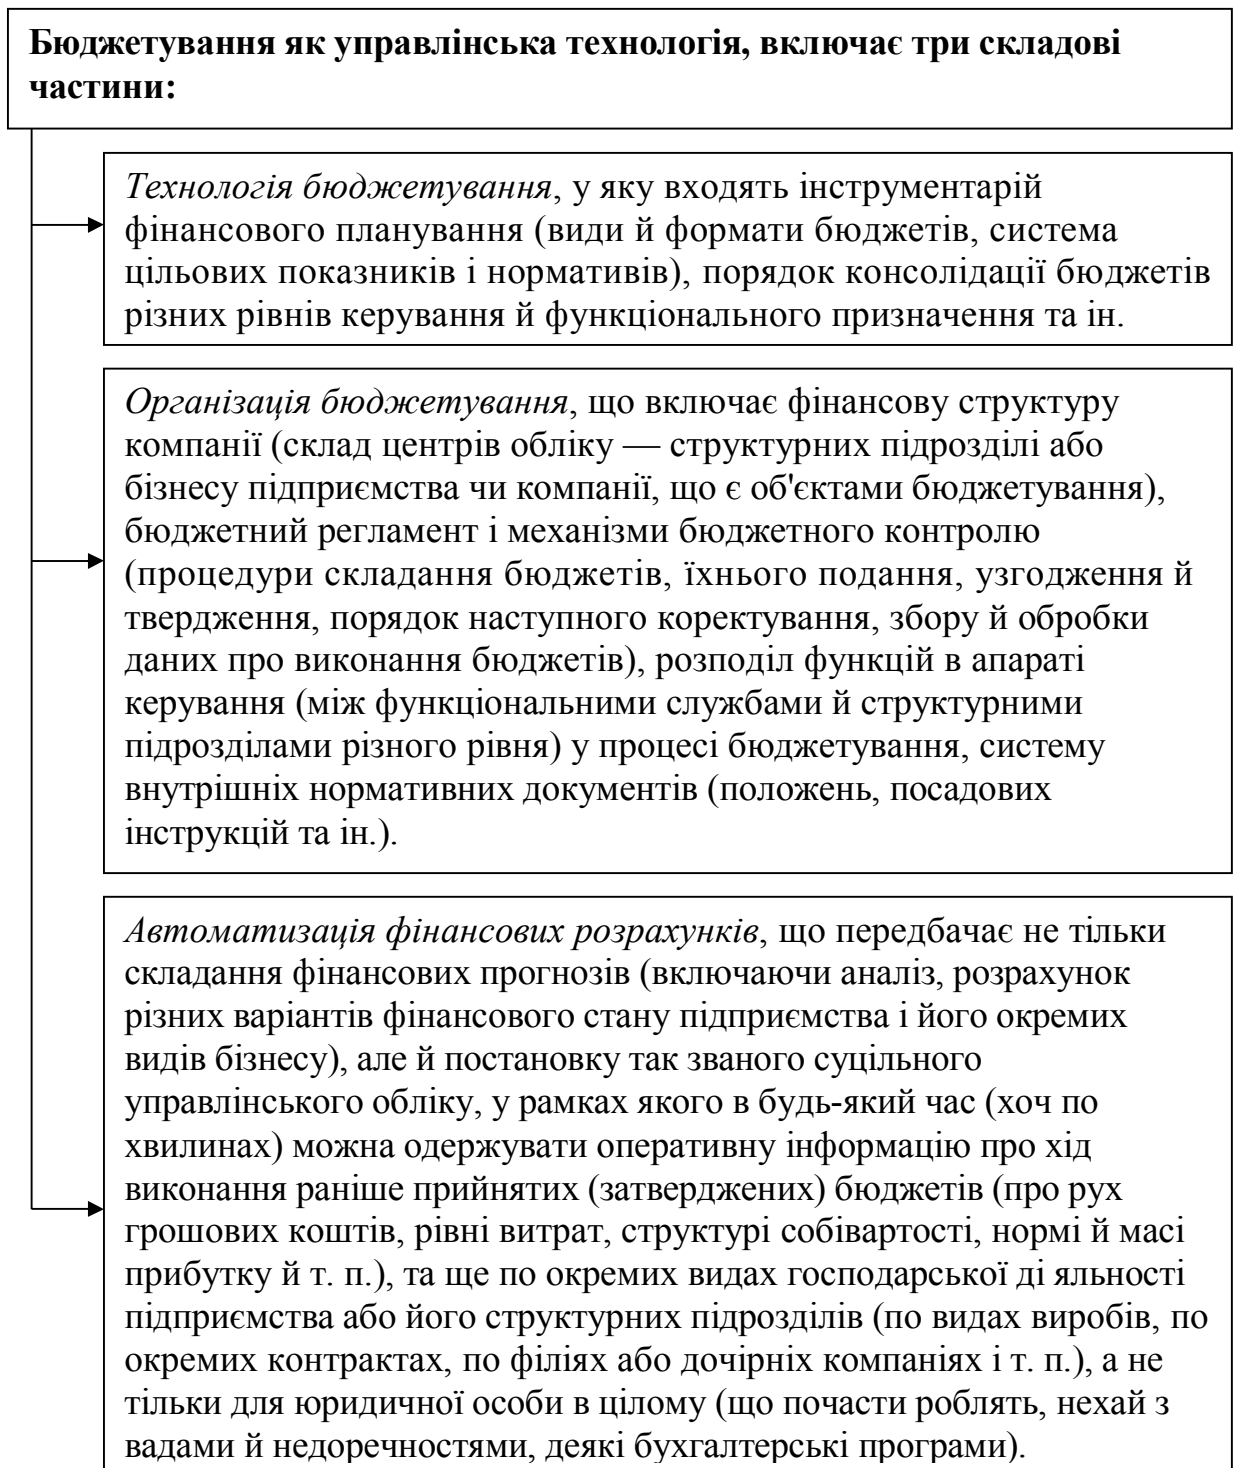 Бюджетування як управлінська технологія, включає три складові
частини:
Технологія бюджетування, у яку входять інструментарій
фінансового планування (види й формати бюджетів, система
цільових показників і нормативів), порядок консолідації бюджетів
різних рівнів керування й функціонального призначення та ін.
Організація бюджетування, що включає фінансову структуру
компанії (склад центрів обліку — структурних підрозділі або
бізнесу підприємства чи компанії, що є об'єктами бюджетування),
бюджетний регламент і механізми бюджетного контролю
(процедури складання бюджетів, їхнього подання, узгодження й
твердження, порядок наступного коректування, збору й обробки
даних про виконання бюджетів), розподіл функцій в апараті
керування (між функціональними службами й структурними
підрозділами різного рівня) у процесі бюджетування, систему
внутрішніх нормативних документів (положень, посадових
інструкцій та ін.).
Автоматизація фінансових розрахунків, що передбачає не тільки
складання фінансових прогнозів (включаючи аналіз, розрахунок
різних варіантів фінансового стану підприємства і його окремих
видів бізнесу), але й постановку так званого суцільного
управлінського обліку, у рамках якого в будь-який час (хоч по
хвилинах) можна одержувати оперативну інформацію про хід
виконання раніше прийнятих (затверджених) бюджетів (про рух
грошових коштів, рівні витрат, структурі собівартості, нормі й масі
прибутку й т. п.), та ще по окремих видах господарської ді яльності
підприємства або його структурних підрозділів (по видах виробів, по
окремих контрактах, по філіях або дочірніх компаніях і т. п.), а не
тільки для юридичної особи в цілому (що почасти роблять, нехай з
вадами й недоречностями, деякі бухгалтерські програми).